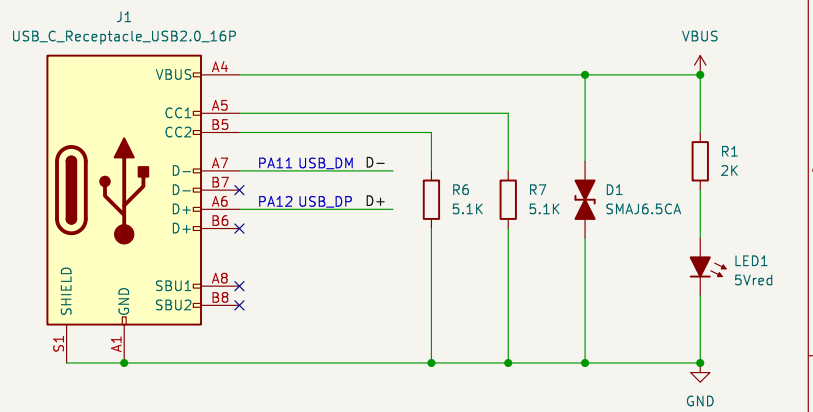 J1
USB_C_Receptacle_USB2.0_16P
VBUS
VBUS A4
CC1 A5
CC2 B5
D- A7 PA11 USB_DM D-
D- B7
D+ A6 PA12 USB_DP D+
D+ B6
R6
5.1K
R7
5.1K
D1
SMAJ6.5CA
R1
2K
LED1
5Vred
SBU1 A8
SBU2 B8
SHIELD
GND
S1
A1
GND